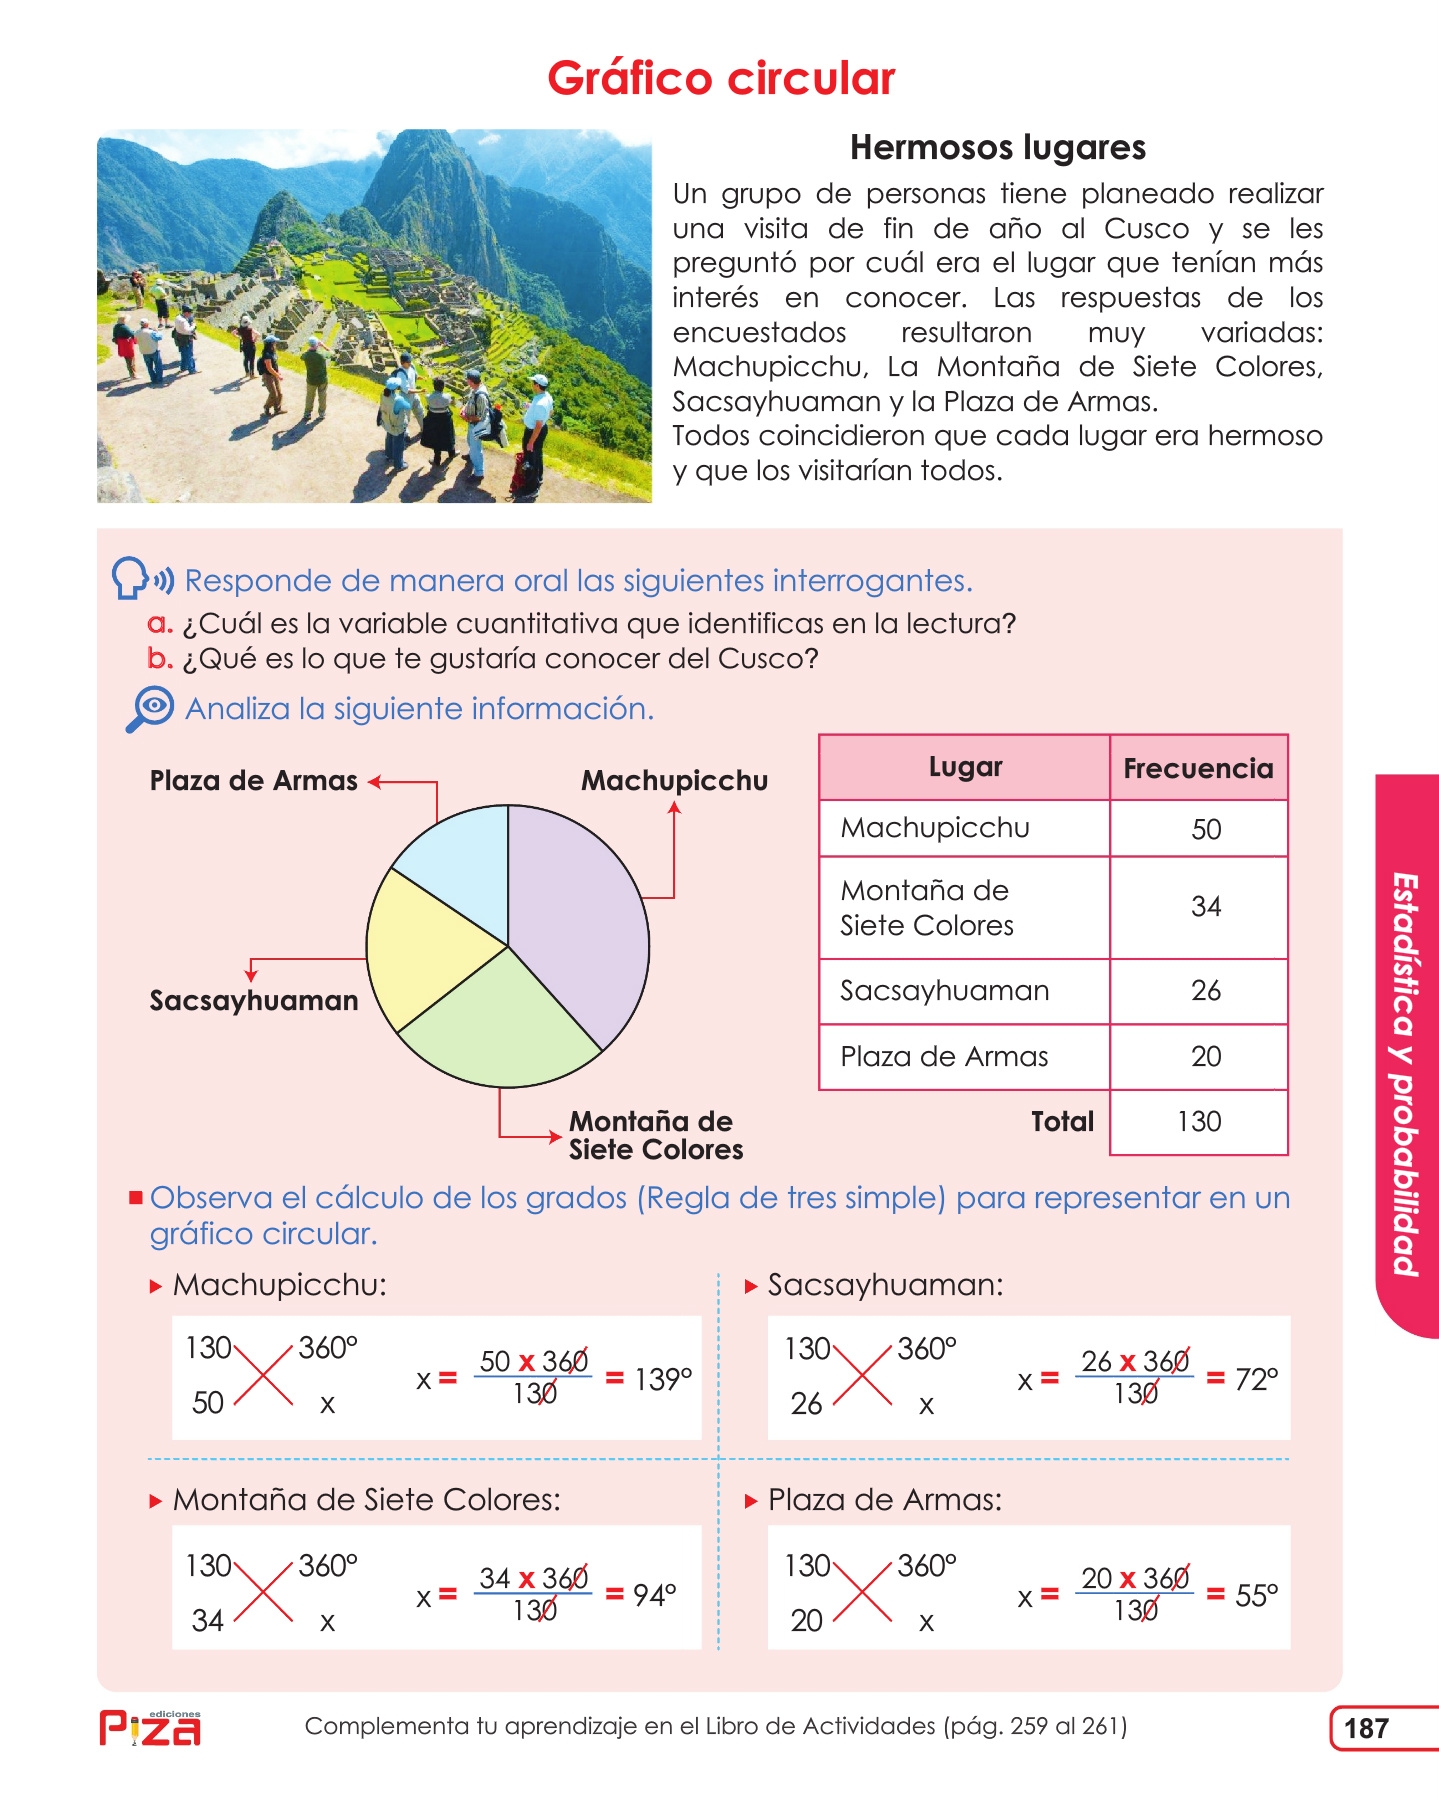 Gráfico circular
Hermosos lugares
Un grupo de personas tiene planeado realizar
una visita de fin de año al Cusco y se les
preguntó por cuál era el lugar que tenían más
interés en conocer. Las respuestas de los
encuestados resultaron muy variadas:
Machupicchu, La Montaña de Siete Colores,
Sacsayhuaman y la Plaza de Armas.
Todos coincidieron que cada lugar era hermoso
y que los visitarían todos.
Responde de manera oral las siguientes interrogantes.
a. ¿Cuál es la variable cuantitativa que identificas en la lectura?
b. ¿Qué es lo que te gustaría conocer del Cusco?
Analiza la siguiente información.
Plaza de Armas
Machupicchu
Sacsayhuaman
Montaña de
Siete Colores
Lugar Frecuencia
Machupicchu 50
Montaña de
Siete Colores 34
Sacsayhuaman 26
Plaza de Armas 20
Total 130
Observa el cálculo de los grados (Regla de tres simple) para representar en un
gráfico circular.
Machupicchu:
130 360°
50 x
x = 50 x 360 / 130 = 139°
Sacsayhuaman:
130 360°
26 x
x = 26 x 360 / 130 = 72°
Montaña de Siete Colores:
130 360°
34 x
x = 34 x 360 / 130 = 94°
Plaza de Armas:
130 360°
20 x
x = 20 x 360 / 130 = 55°
Estadística y probabilidad
ediciones
Piza
Complementa tu aprendizaje en el Libro de Actividades (pág. 259 al 261)
187